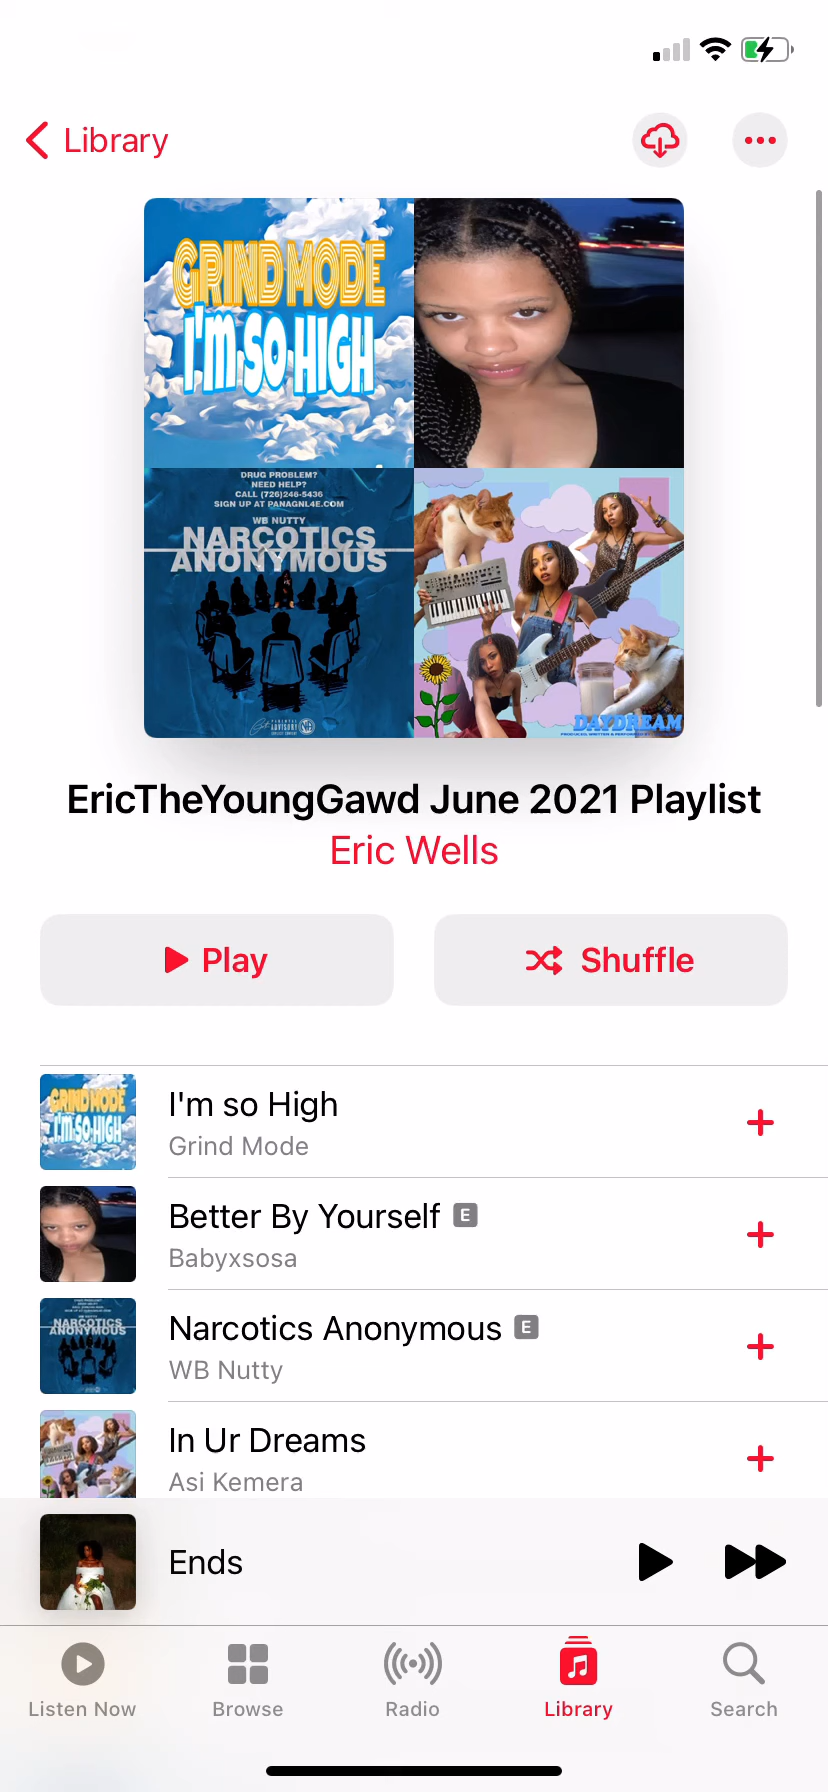 Library
GRIND MODE
I'M SO HIGH
DRUG PROBLEM?
NEED HELP?
CALL (726)246-5436
SIGN UP AT PANAGNL4E.COM
WB NUTTY
NARCOTICS
ANONYMOUS
DAYDREAM
EricTheYoungGawd June 2021 Playlist
Eric Wells
Play
Shuffle
I'm so High
Grind Mode
Better By Yourself E
Babyxsosa
Narcotics Anonymous E
WB Nutty
In Ur Dreams
Asi Kemera
Ends
Listen Now
Browse
Radio
Library
Search